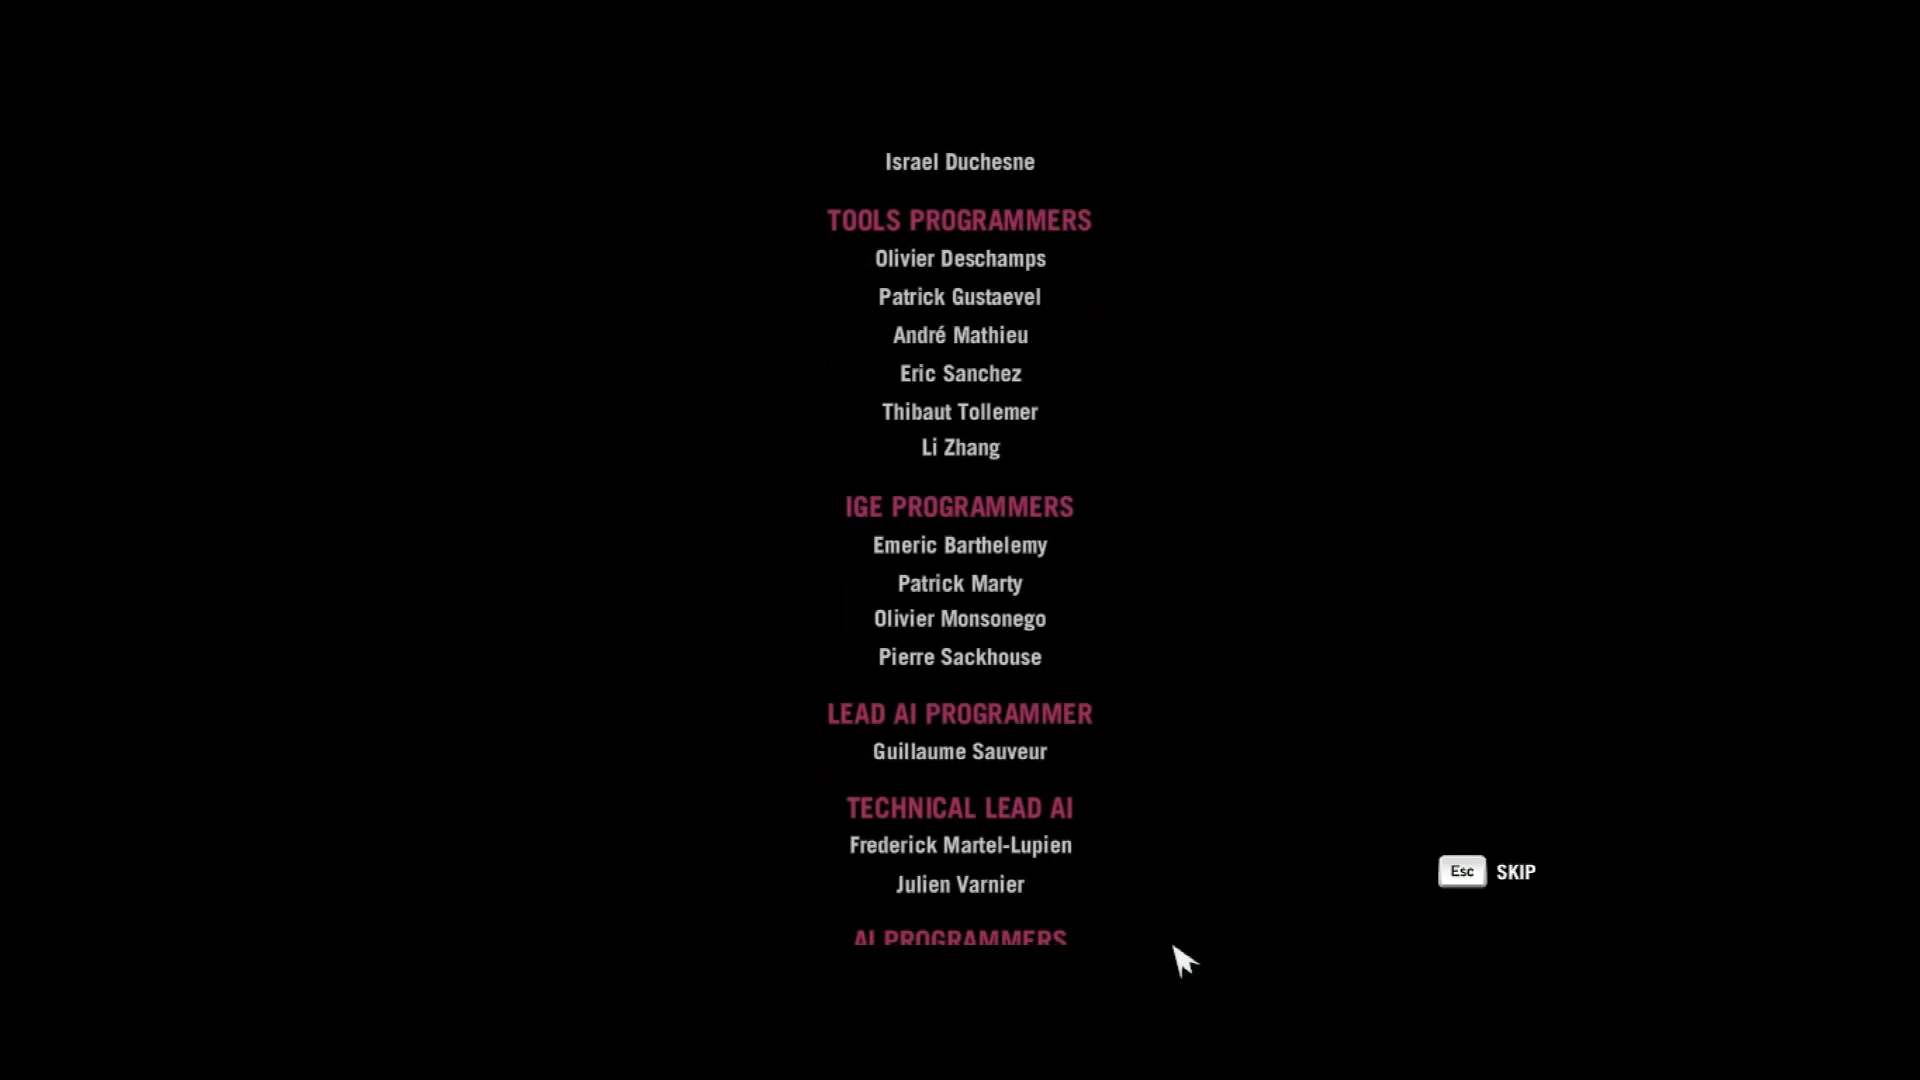 Israel Duchesne
TOOLS PROGRAMMERS
Olivier Deschamps
Patrick Gustaevel
André Mathieu
Eric Sanchez
Thibaut Tollemer
Li Zhang
IGE PROGRAMMERS
Emeric Barthelemy
Patrick Marty
Olivier Monsonego
Pierre Sackhouse
LEAD AI PROGRAMMER
Guillaume Sauveur
TECHNICAL LEAD AI
Frederick Martel-Lupien
Julien Varnier
Esc SKIP
AI PROGRAMMERS